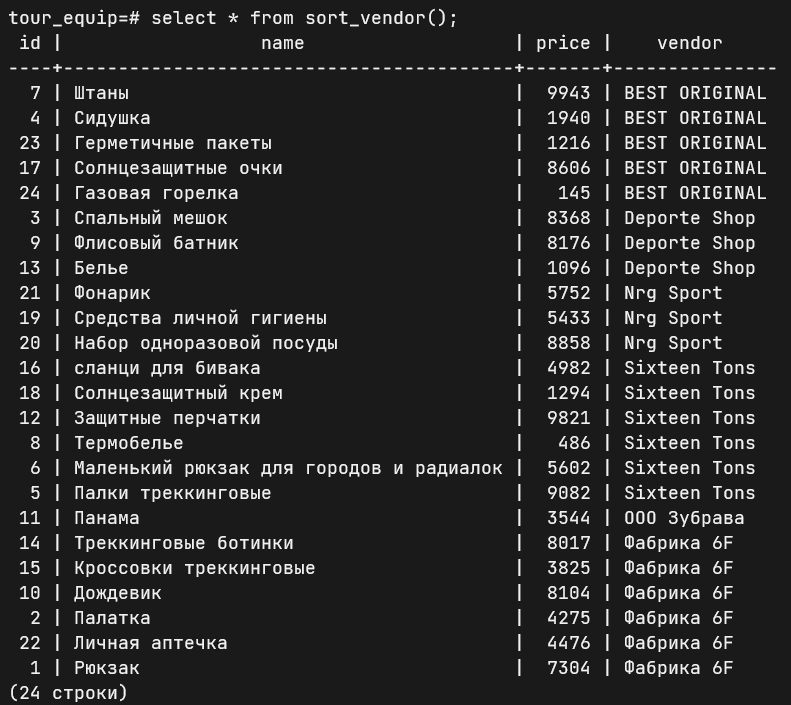 tour_equip=# select * from sort_vendor();
 id |                  name                   | price |    vendor
----+-----------------------------------------+-------+---------------
  7 | Штаны                                   |  9943 | BEST ORIGINAL
  4 | Сидушка                                 |  1940 | BEST ORIGINAL
 23 | Герметичные пакеты                      |  1216 | BEST ORIGINAL
 17 | Солнцезащитные очки                     |  8606 | BEST ORIGINAL
 24 | Газовая горелка                         |   145 | BEST ORIGINAL
  3 | Спальный мешок                          |  8368 | Deporte Shop
  9 | Флисовый батник                         |  8176 | Deporte Shop
 13 | Белье                                   |  1096 | Deporte Shop
 21 | Фонарик                                 |  5752 | Nrg Sport
 19 | Средства личной гигиены                 |  5433 | Nrg Sport
 20 | Набор одноразовой посуды                |  8858 | Nrg Sport
 16 | сланци для бивака                       |  4982 | Sixteen Tons
 18 | Солнцезащитный крем                     |  1294 | Sixteen Tons
 12 | Защитные перчатки                       |  9821 | Sixteen Tons
  8 | Термобелье                              |   486 | Sixteen Tons
  6 | Маленький рюкзак для городов и радиалок |  5602 | Sixteen Tons
  5 | Палки треккинговые                      |  9082 | Sixteen Tons
 11 | Панама                                  |  3544 | ООО Зубрава
 14 | Треккинговые ботинки                    |  8017 | Фабрика 6F
 15 | Кроссовки треккинговые                  |  3825 | Фабрика 6F
 10 | Дождевик                                |  8104 | Фабрика 6F
  2 | Палатка                                 |  4275 | Фабрика 6F
 22 | Личная аптечка                          |  4476 | Фабрика 6F
  1 | Рюкзак                                  |  7304 | Фабрика 6F
(24 строки)